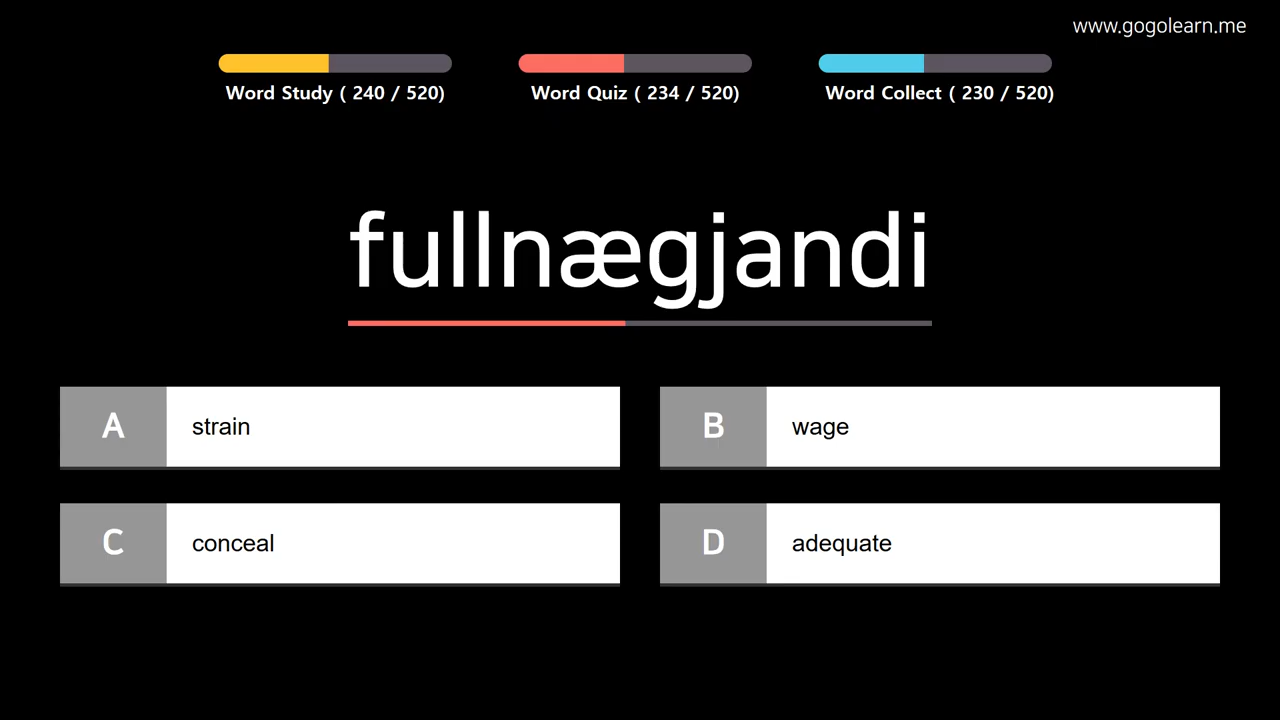 www.gogolearn.me
Word Study ( 240 / 520)
Word Quiz ( 234 / 520)
Word Collect ( 230 / 520)
fullnægjandi
A strain
B wage
C conceal
D adequate